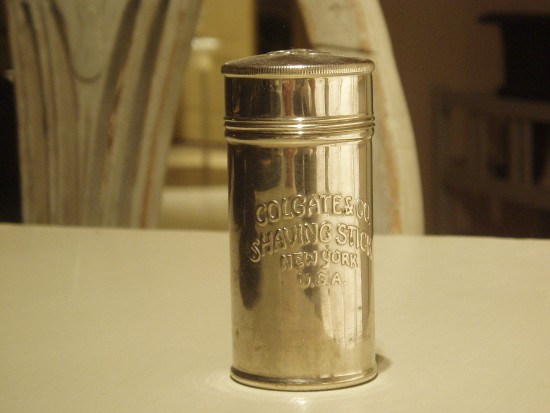 COLGATE & CO.
SHAVING STICK
NEW YORK
U.S.A.